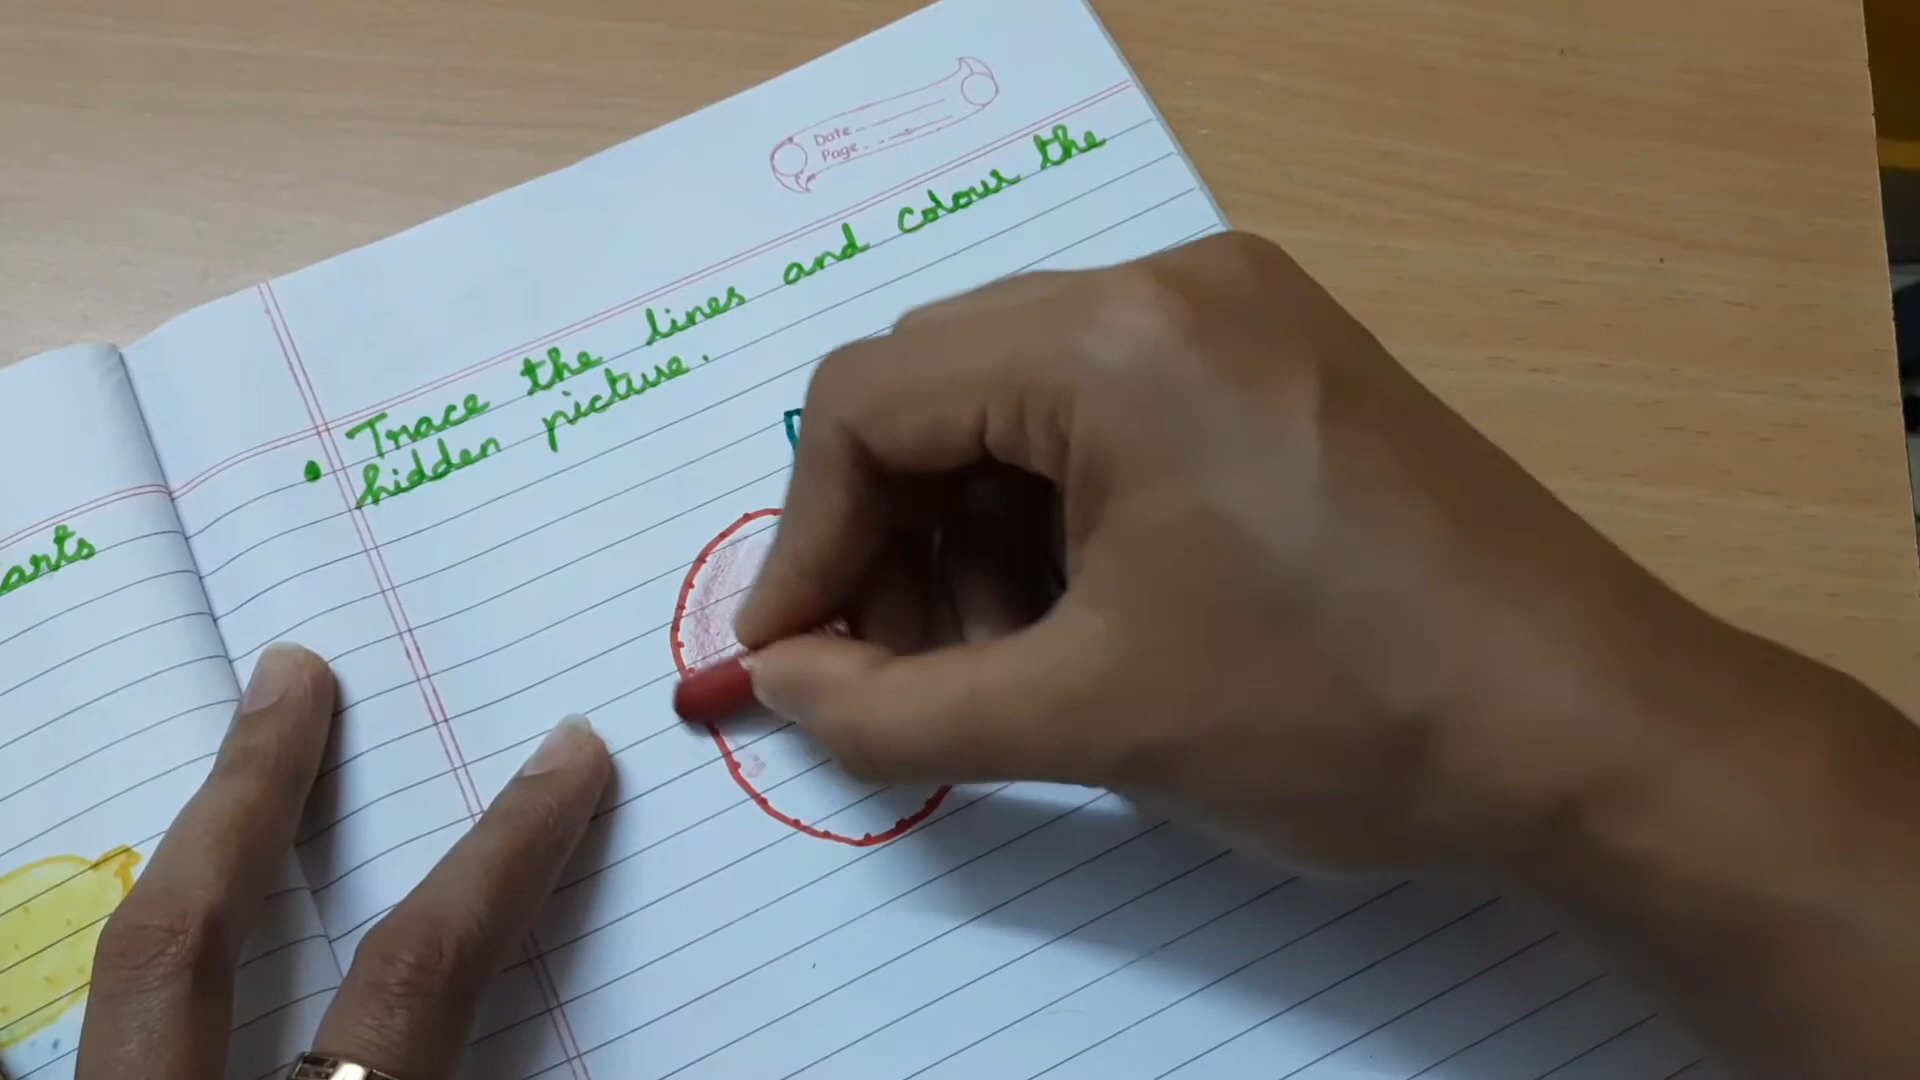 Date
Page
• Trace the lines and colour the
hidden picture.
arts